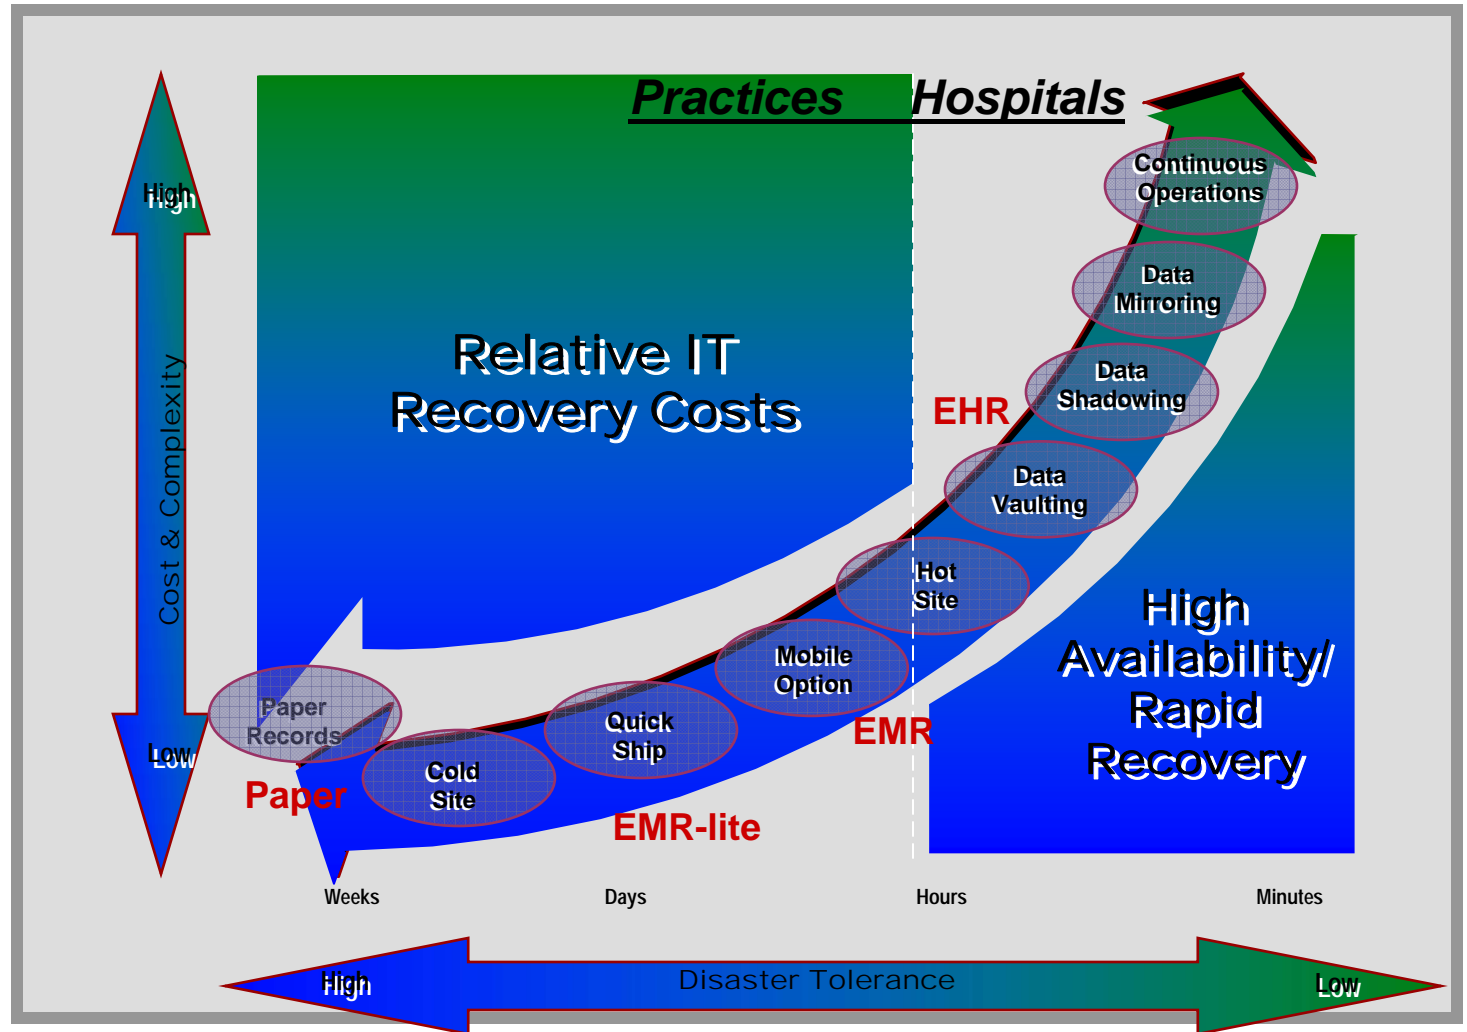 Practices Hospitals
Continuous
Operations
High
Data
Mirroring
Relative IT
Recovery Costs
Data
Shadowing
EHR
Cost & Complexity
Data
Vaulting
Hot
Site
High
Availability/
Rapid
Recovery
Mobile
Option
Paper
Records
Quick
Ship
EMR
Low
Cold
Site
Paper
EMR-lite
Weeks
Days
Hours
Minutes
High
Disaster Tolerance
Low